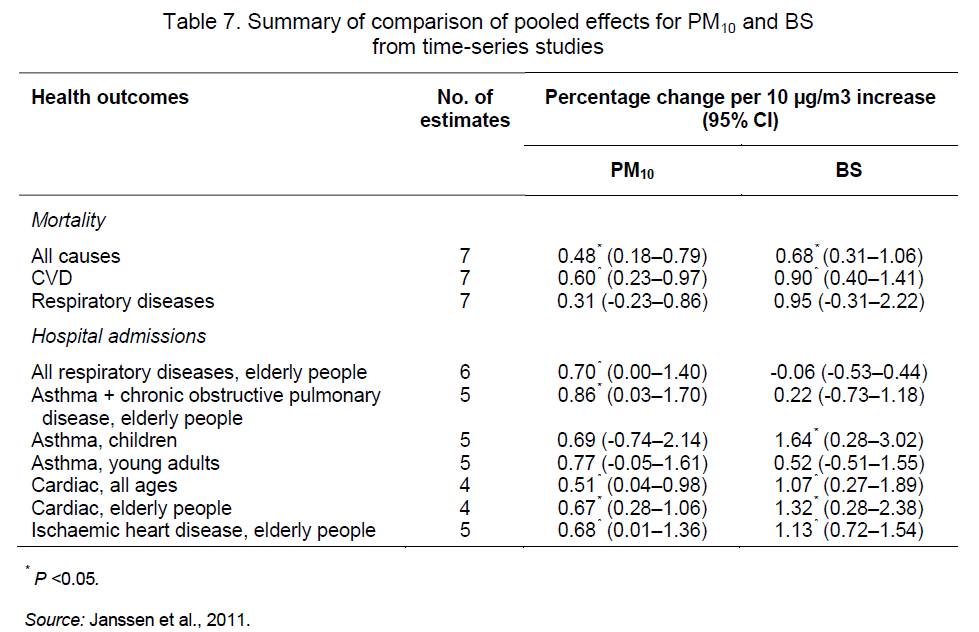 Table 7. Summary of comparison of pooled effects for PM10 and BS
from time-series studies
Health outcomes No. of estimates Percentage change per 10 µg/m3 increase (95% CI)
PM10 BS
Mortality
All causes 7 0.48* (0.18–0.79) 0.68* (0.31–1.06)
CVD 7 0.60* (0.23–0.97) 0.90* (0.40–1.41)
Respiratory diseases 7 0.31 (-0.23–0.86) 0.95 (-0.31–2.22)
Hospital admissions
All respiratory diseases, elderly people 6 0.70* (0.00–1.40) -0.06 (-0.53–0.44)
Asthma + chronic obstructive pulmonary 5 0.86* (0.03–1.70) 0.22 (-0.73–1.18)
disease, elderly people
Asthma, children 5 0.69 (-0.74–2.14) 1.64* (0.28–3.02)
Asthma, young adults 5 0.77 (-0.05–1.61) 0.52 (-0.51–1.55)
Cardiac, all ages 4 0.51* (0.04–0.98) 1.07* (0.27–1.89)
Cardiac, elderly people 4 0.67* (0.28–1.06) 1.32* (0.28–2.38)
Ischaemic heart disease, elderly people 5 0.68* (0.01–1.36) 1.13* (0.72–1.54)
* P <0.05.
Source: Janssen et al., 2011.